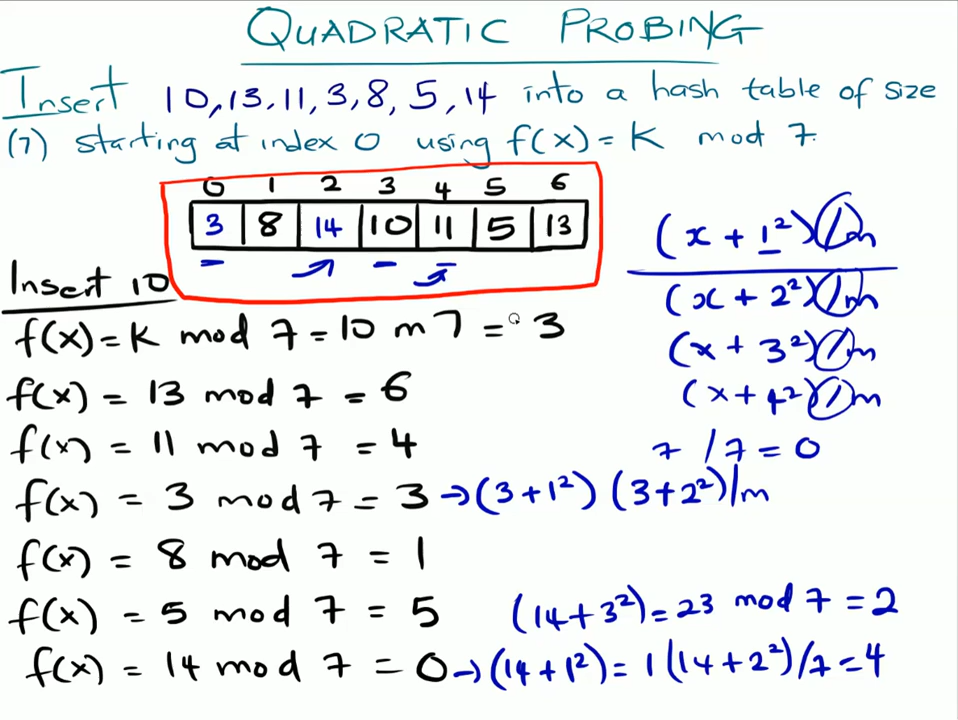 QUADRATIC PROBING
Insert 10, 13, 11, 3, 8, 5, 14 into a hash table of size
(7) starting at index 0 using f(x) = K mod 7.
0 1 2 3 4 5 6
3 8 14 10 11 5 13
(x + 1²)/m
Insert 10
(x + 2²)/m
f(x) = K mod 7 = 10 m 7 = 3
(x + 3²)/m
f(x) = 13 mod 7 = 6
(x + 4²)/m
f(x) = 11 mod 7 = 4
7 / 7 = 0
f(x) = 3 mod 7 = 3 → (3 + 1²) (3 + 2²)/m
f(x) = 8 mod 7 = 1
f(x) = 5 mod 7 = 5
(14 + 3²) = 23 mod 7 = 2
f(x) = 14 mod 7 = 0 → (14 + 1²) = 1 (14 + 2²)/7 = 4